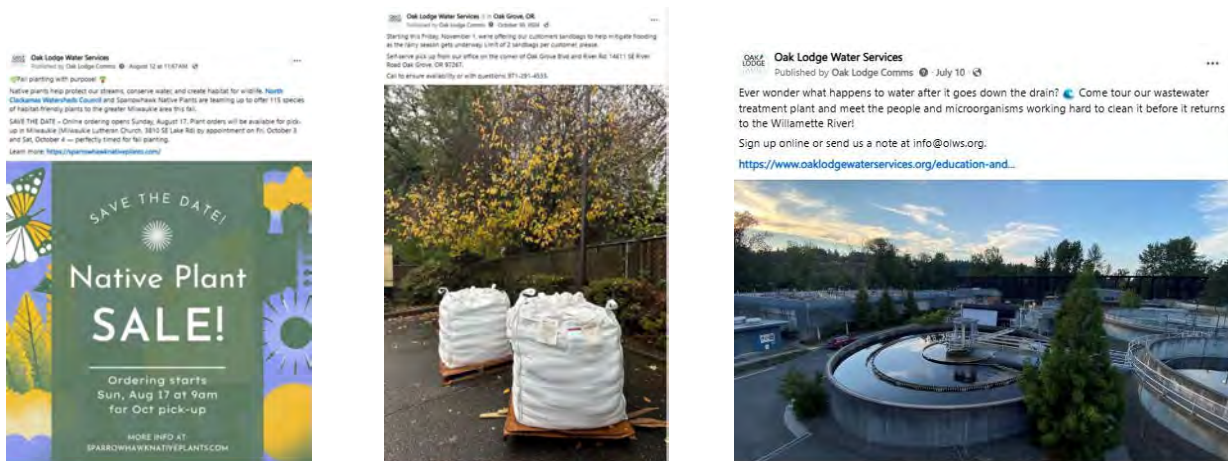 Oak Lodge Water Services
Published by Oak Lodge Comms · August 12 at 11:47 AM
Fall planting with purpose!
Native plants help protect our streams, conserve water, and create habitat for wildlife. North
Clackamas Watersheds Council and Sparrowhawk Native Plants are teaming up to offer 115 species
of habitat-friendly plants to the greater Milwaukie area this fall.
SAVE THE DATE – Online ordering opens Sunday, August 17. Plant orders will be available for pick-
up in Milwaukie (Milwaukie Lutheran Church, 3810 SE Lake Rd) by appointment on Fri, October 3
and Sat, October 4 — perfectly timed for fall planting.
Learn more: https://sparrowhawknativeplants.com/
SAVE THE DATE!
Native Plant
SALE!
Ordering starts
Sun, Aug 17 at 9am
for Oct pick-up
MORE INFO AT
SPARROWHAWKNATIVEPLANTS.COM
Oak Lodge Water Services is in Oak Grove, OR.
Published by Oak Lodge Comms · October 30, 2024
Starting this Friday, November 1, we're offering our customers sandbags to help mitigate flooding
as the rainy season gets underway. Limit of 2 sandbags per customer, please.
Self-serve pick up from our office on the corner of Oak Grove Blvd and River Rd: 14611 SE River
Road Oak Grove, OR 97267.
Call to ensure availability or with questions: 971-291-4533.
OAK
LODGE
Oak Lodge Water Services
Published by Oak Lodge Comms · July 10
Ever wonder what happens to water after it goes down the drain? Come tour our wastewater
treatment plant and meet the people and microorganisms working hard to clean it before it returns
to the Willamette River!
Sign up online or send us a note at info@olws.org.
https://www.oaklodgewaterservices.org/education-and...